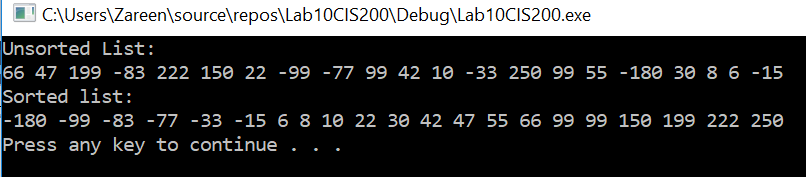 C:\Users\Zareen\source\repos\Lab10CIS200\Debug\Lab10CIS200.exe
Unsorted List:
66 47 199 -83 222 150 22 -99 -77 99 42 10 -33 250 99 55 -180 30 8 6 -15
Sorted list:
-180 -99 -83 -77 -33 -15 6 8 10 22 30 42 47 55 66 99 99 150 199 222 250
Press any key to continue . . .